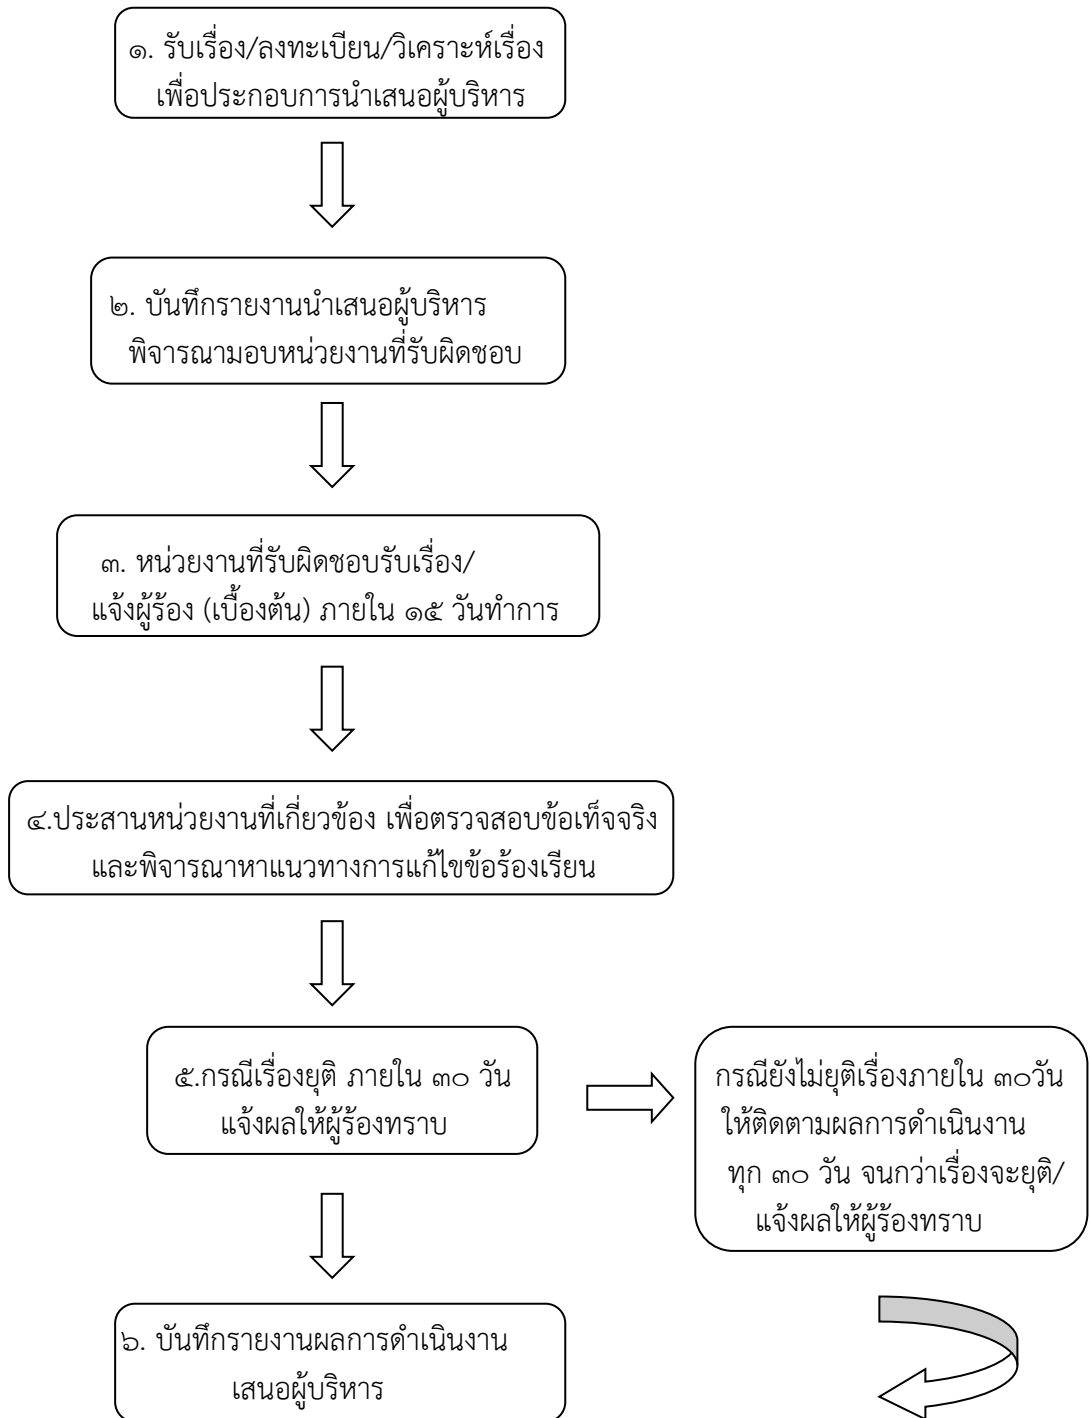 ๑. รับเรื่อง/ลงทะเบียน/วิเคราะห์เรื่อง
เพื่อประกอบการนำเสนอผู้บริหาร
๒. บันทึกรายงานนำเสนอผู้บริหาร
พิจารณามอบหน่วยงานที่รับผิดชอบ
๓. หน่วยงานที่รับผิดชอบรับเรื่อง/
แจ้งผู้ร้อง (เบื้องต้น) ภายใน ๑๕ วันทำการ
๔.ประสานหน่วยงานที่เกี่ยวข้อง เพื่อตรวจสอบข้อเท็จจริง
และพิจารณาหาแนวทางการแก้ไขข้อร้องเรียน
๕.กรณีเรื่องยุติ ภายใน ๓๐ วัน
แจ้งผลให้ผู้ร้องทราบ
กรณียังไม่ยุติเรื่องภายใน ๓๐วัน
ให้ติดตามผลการดำเนินงาน
ทุก ๓๐ วัน จนกว่าเรื่องจะยุติ/
แจ้งผลให้ผู้ร้องทราบ
๖. บันทึกรายงานผลการดำเนินงาน
เสนอผู้บริหาร